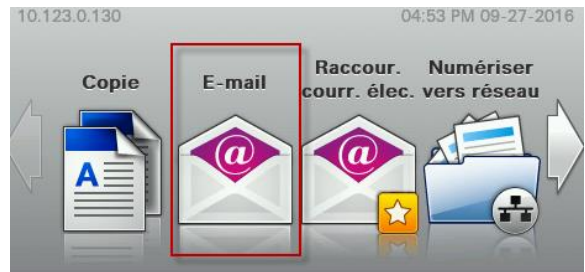 10.123.0.130 04:53 PM 09-27-2016
Copie
E-mail
Raccour.
courr. élec.
Numériser
vers réseau
@
@
A